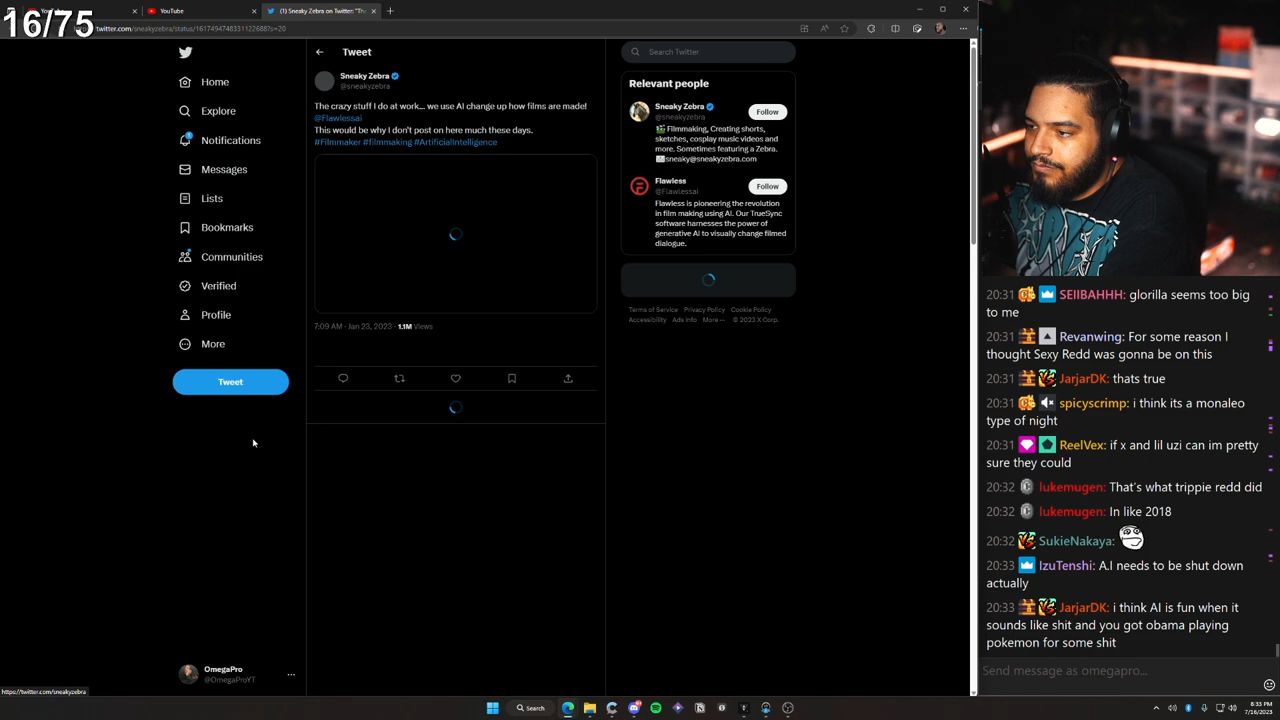 16/75
YouTube
(1) Sneaky Zebra on Twitter: "The
twitter.com/sneakyzebra/status/1617494748331122688?s=20
Home
Explore
Notifications
Messages
Lists
Bookmarks
Communities
Verified
Profile
More
Tweet
OmegaPro
@OmegaProYT
https://twitter.com/sneakyzebra
Tweet
Sneaky Zebra
@sneakyzebra
The crazy stuff I do at work.... we use AI change up how films are made!
@Flawlessai
This would be why I don't post on here much these days.
#Filmmaker #filmmaking #ArtificialIntelligence
7:09 AM · Jan 23, 2023 · 1.1M Views
Search Twitter
Relevant people
Sneaky Zebra
@sneakyzebra
Follow
Filmmaking, Creating shorts,
sketches, cosplay music videos and
more. Sometimes featuring a Zebra.
sneaky@sneakyzebra.com
Flawless
@Flawlessai
Follow
Flawless is pioneering the revolution
in film making using AI. Our TrueSync
software harnesses the power of
generative AI to visually change filmed
dialogue.
Terms of Service Privacy Policy Cookie Policy
Accessibility Ads info More ··· © 2023 X Corp.
20:31 SEIIBAHHH: glorilla seems too big
to me
20:31 Revanwing: For some reason I
thought Sexy Redd was gonna be on this
20:31 JarjarDK: thats true
20:31 spicyscrimp: i think its a monaleo
type of night
20:31 ReelVex: if x and lil uzi can im pretty
sure they could
20:32 lukemugen: That's what trippie redd did
20:32 lukemugen: In like 2018
20:32 SukieNakaya:
20:33 IzuTenshi: A.I needs to be shut down
actually
20:33 JarjarDK: i think AI is fun when it
sounds like shit and you got obama playing
pokemon for some shit
Send message as omegapro...
Search
8:33 PM
7/16/2023